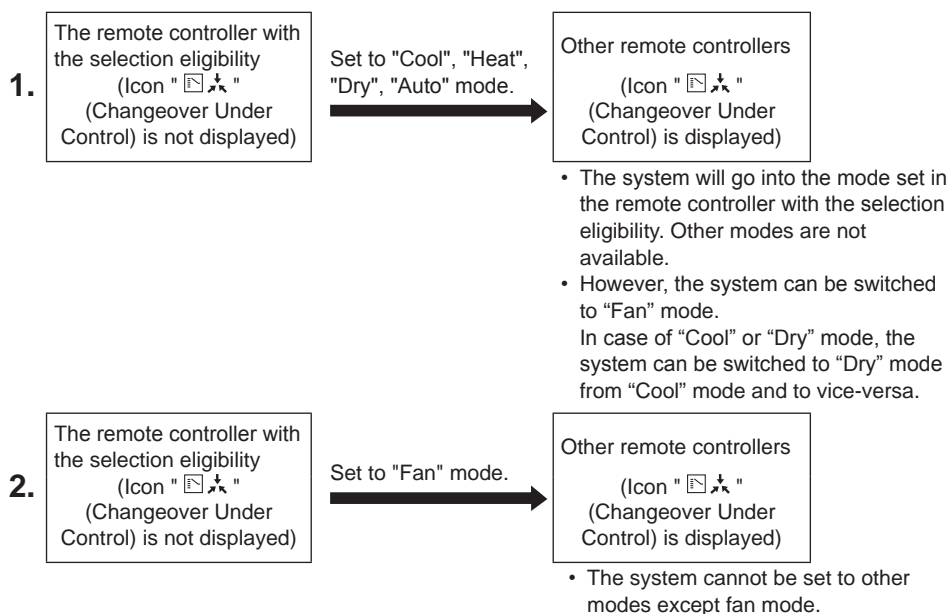 1.
The remote controller with
the selection eligibility
(Icon " "
(Changeover Under
Control) is not displayed)
Set to "Cool", "Heat",
"Dry", "Auto" mode.
Other remote controllers
(Icon " "
(Changeover Under
Control) is displayed)
• The system will go into the mode set in
the remote controller with the selection
eligibility. Other modes are not
available.
• However, the system can be switched
to “Fan” mode.
In case of “Cool” or “Dry” mode, the
system can be switched to “Dry” mode
from “Cool” mode and to vice-versa.
2.
The remote controller with
the selection eligibility
(Icon " "
(Changeover Under
Control) is not displayed)
Set to "Fan" mode.
Other remote controllers
(Icon " "
(Changeover Under
Control) is displayed)
• The system cannot be set to other
modes except fan mode.